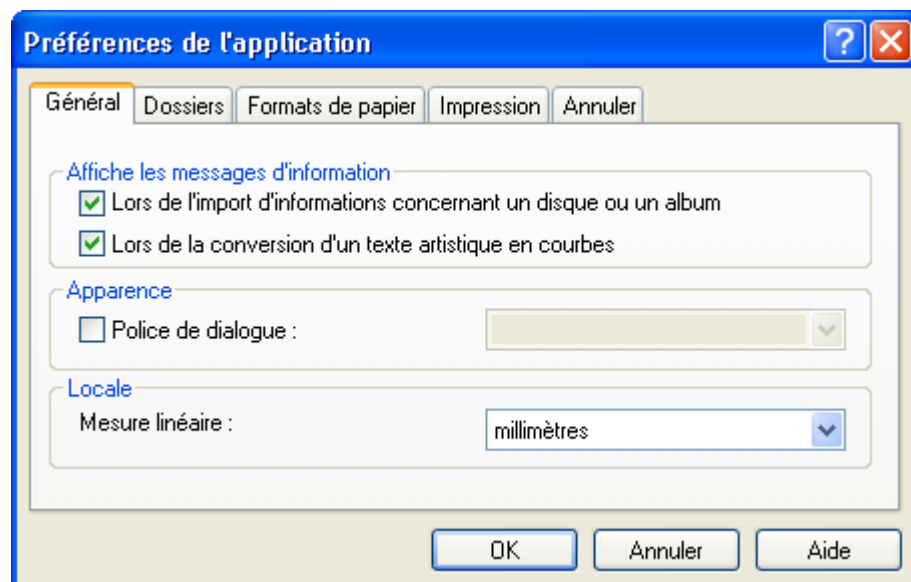 Préférences de l'application
Général Dossiers Formats de papier Impression Annuler
Affiche les messages d'information
Lors de l'import d'informations concernant un disque ou un album
Lors de la conversion d'un texte artistique en courbes
Apparence
Police de dialogue :
Locale
Mesure linéaire : millimètres
OK Annuler Aide